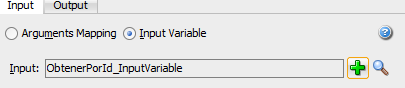 Input Output
Arguments Mapping Input Variable
Input: ObtenerPorId_InputVariable